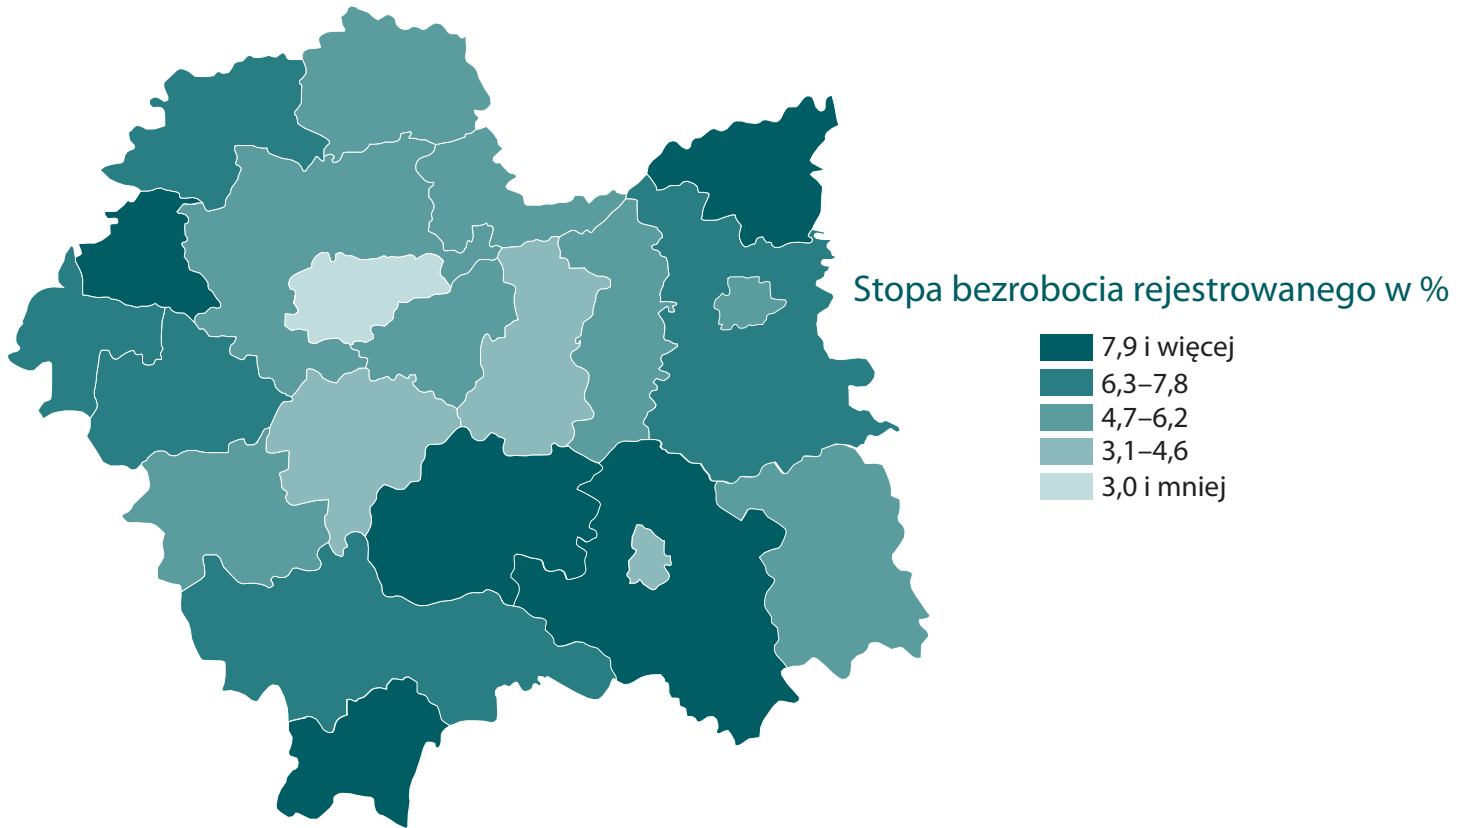 Stopa bezrobocia rejestrowanego w %
7,9 i więcej
6,3–7,8
4,7–6,2
3,1–4,6
3,0 i mniej